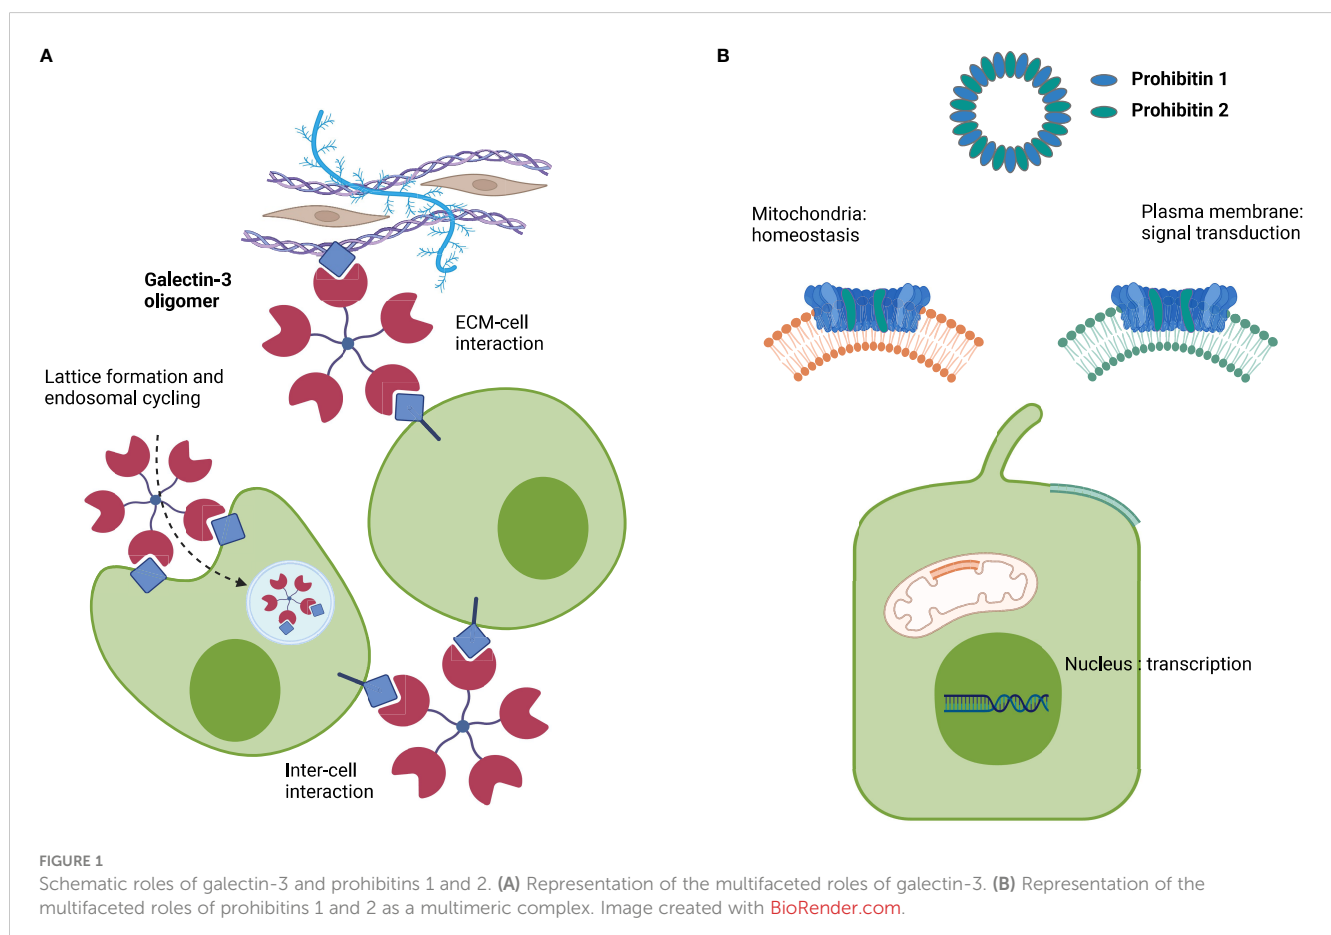 A
Galectin-3
oligomer
ECM-cell
interaction
Lattice formation and
endosomal cycling
Inter-cell
interaction
B
Prohibitin 1
Prohibitin 2
Mitochondria:
homeostasis
Plasma membrane:
signal transduction
Nucleus : transcription
FIGURE 1
Schematic roles of galectin-3 and prohibitins 1 and 2. (A) Representation of the multifaceted roles of galectin-3. (B) Representation of the
multifaceted roles of prohibitins 1 and 2 as a multimeric complex. Image created with BioRender.com.